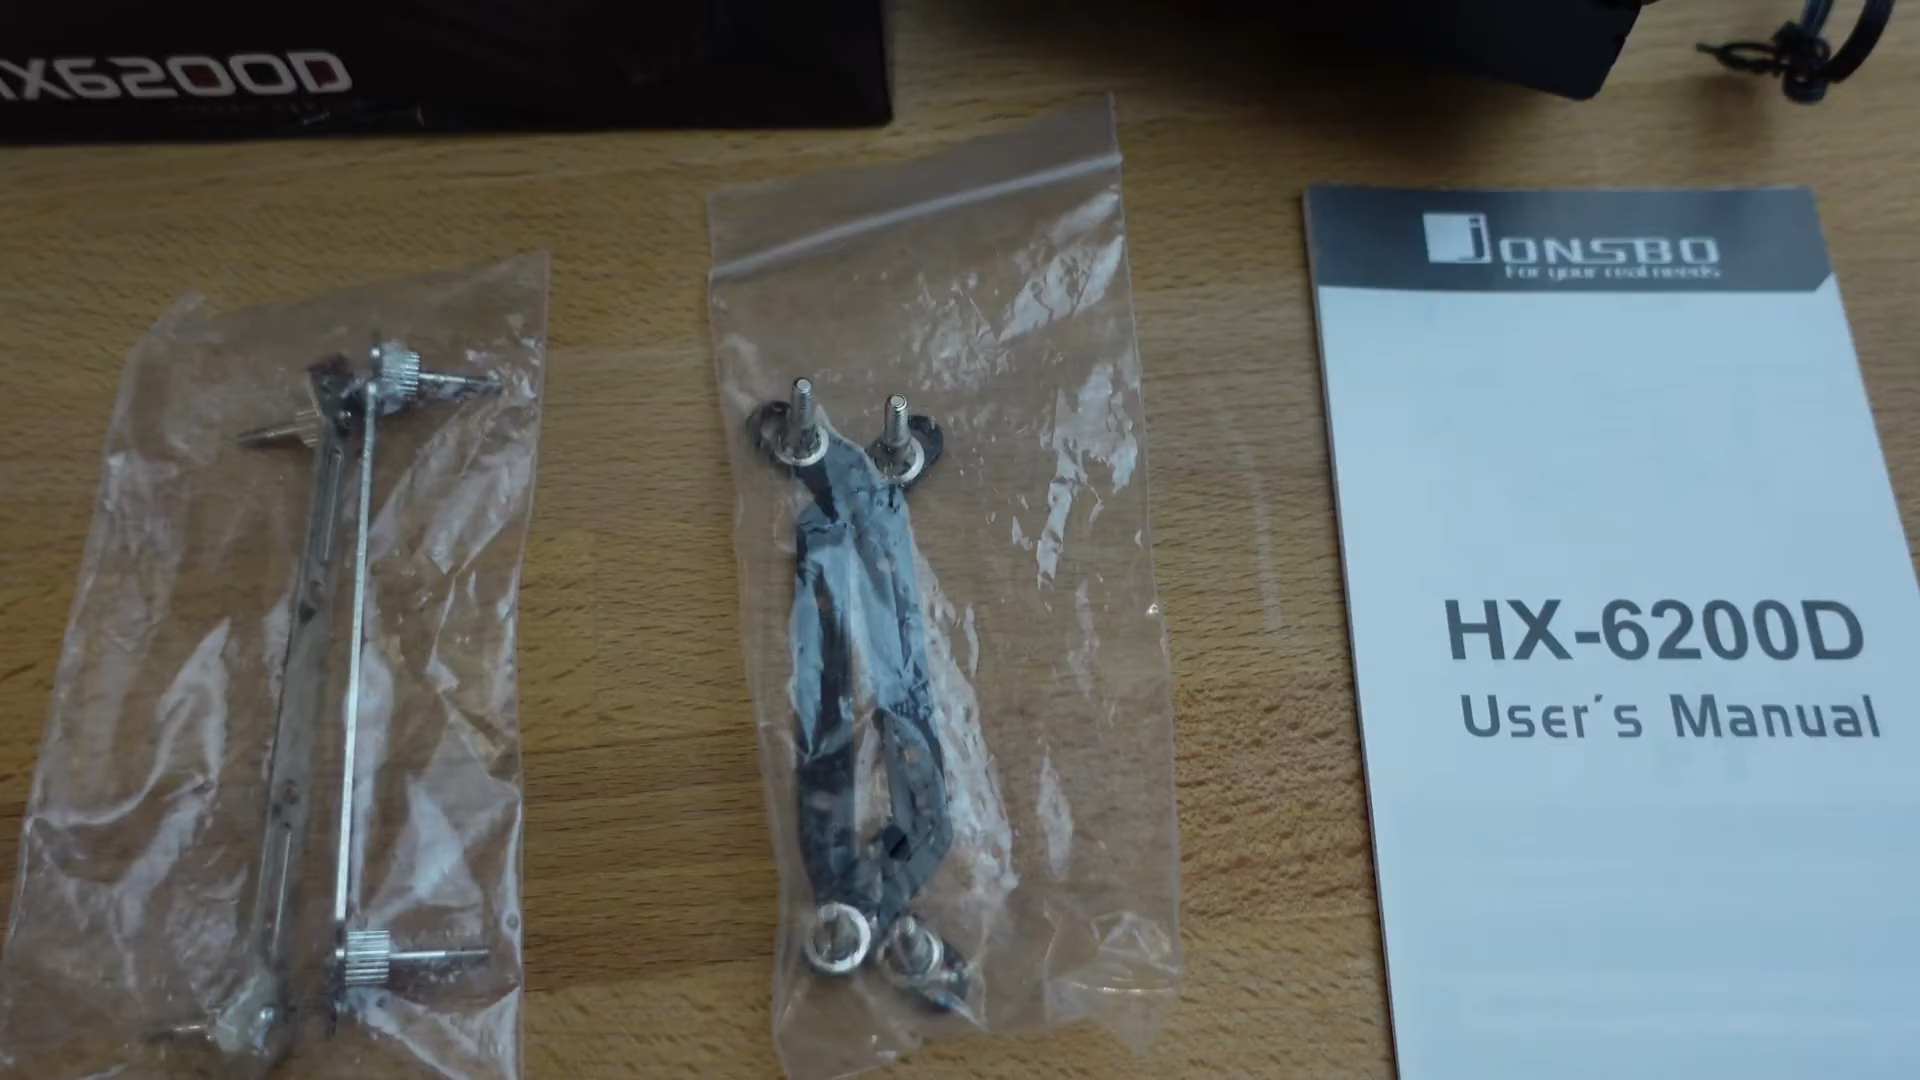 HX6200D
JONSBO
For your real needs
HX-6200D
User's Manual